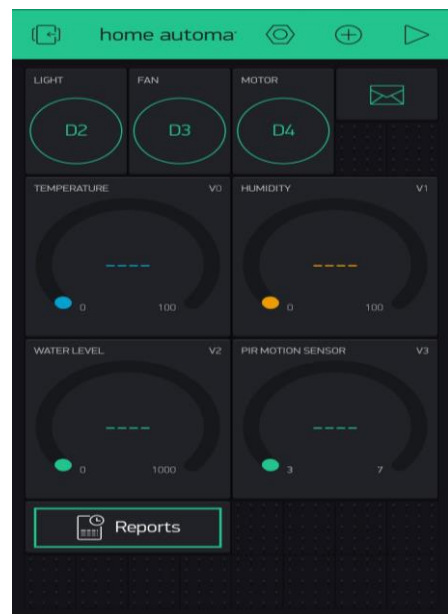 home automa
LIGHT
FAN
MOTOR
D2
D3
D4
TEMPERATURE V0
HUMIDITY V1
----
----
0 100
0 100
WATER LEVEL V2
PIR MOTION SENSOR V3
----
----
0 1000
3 7
Reports